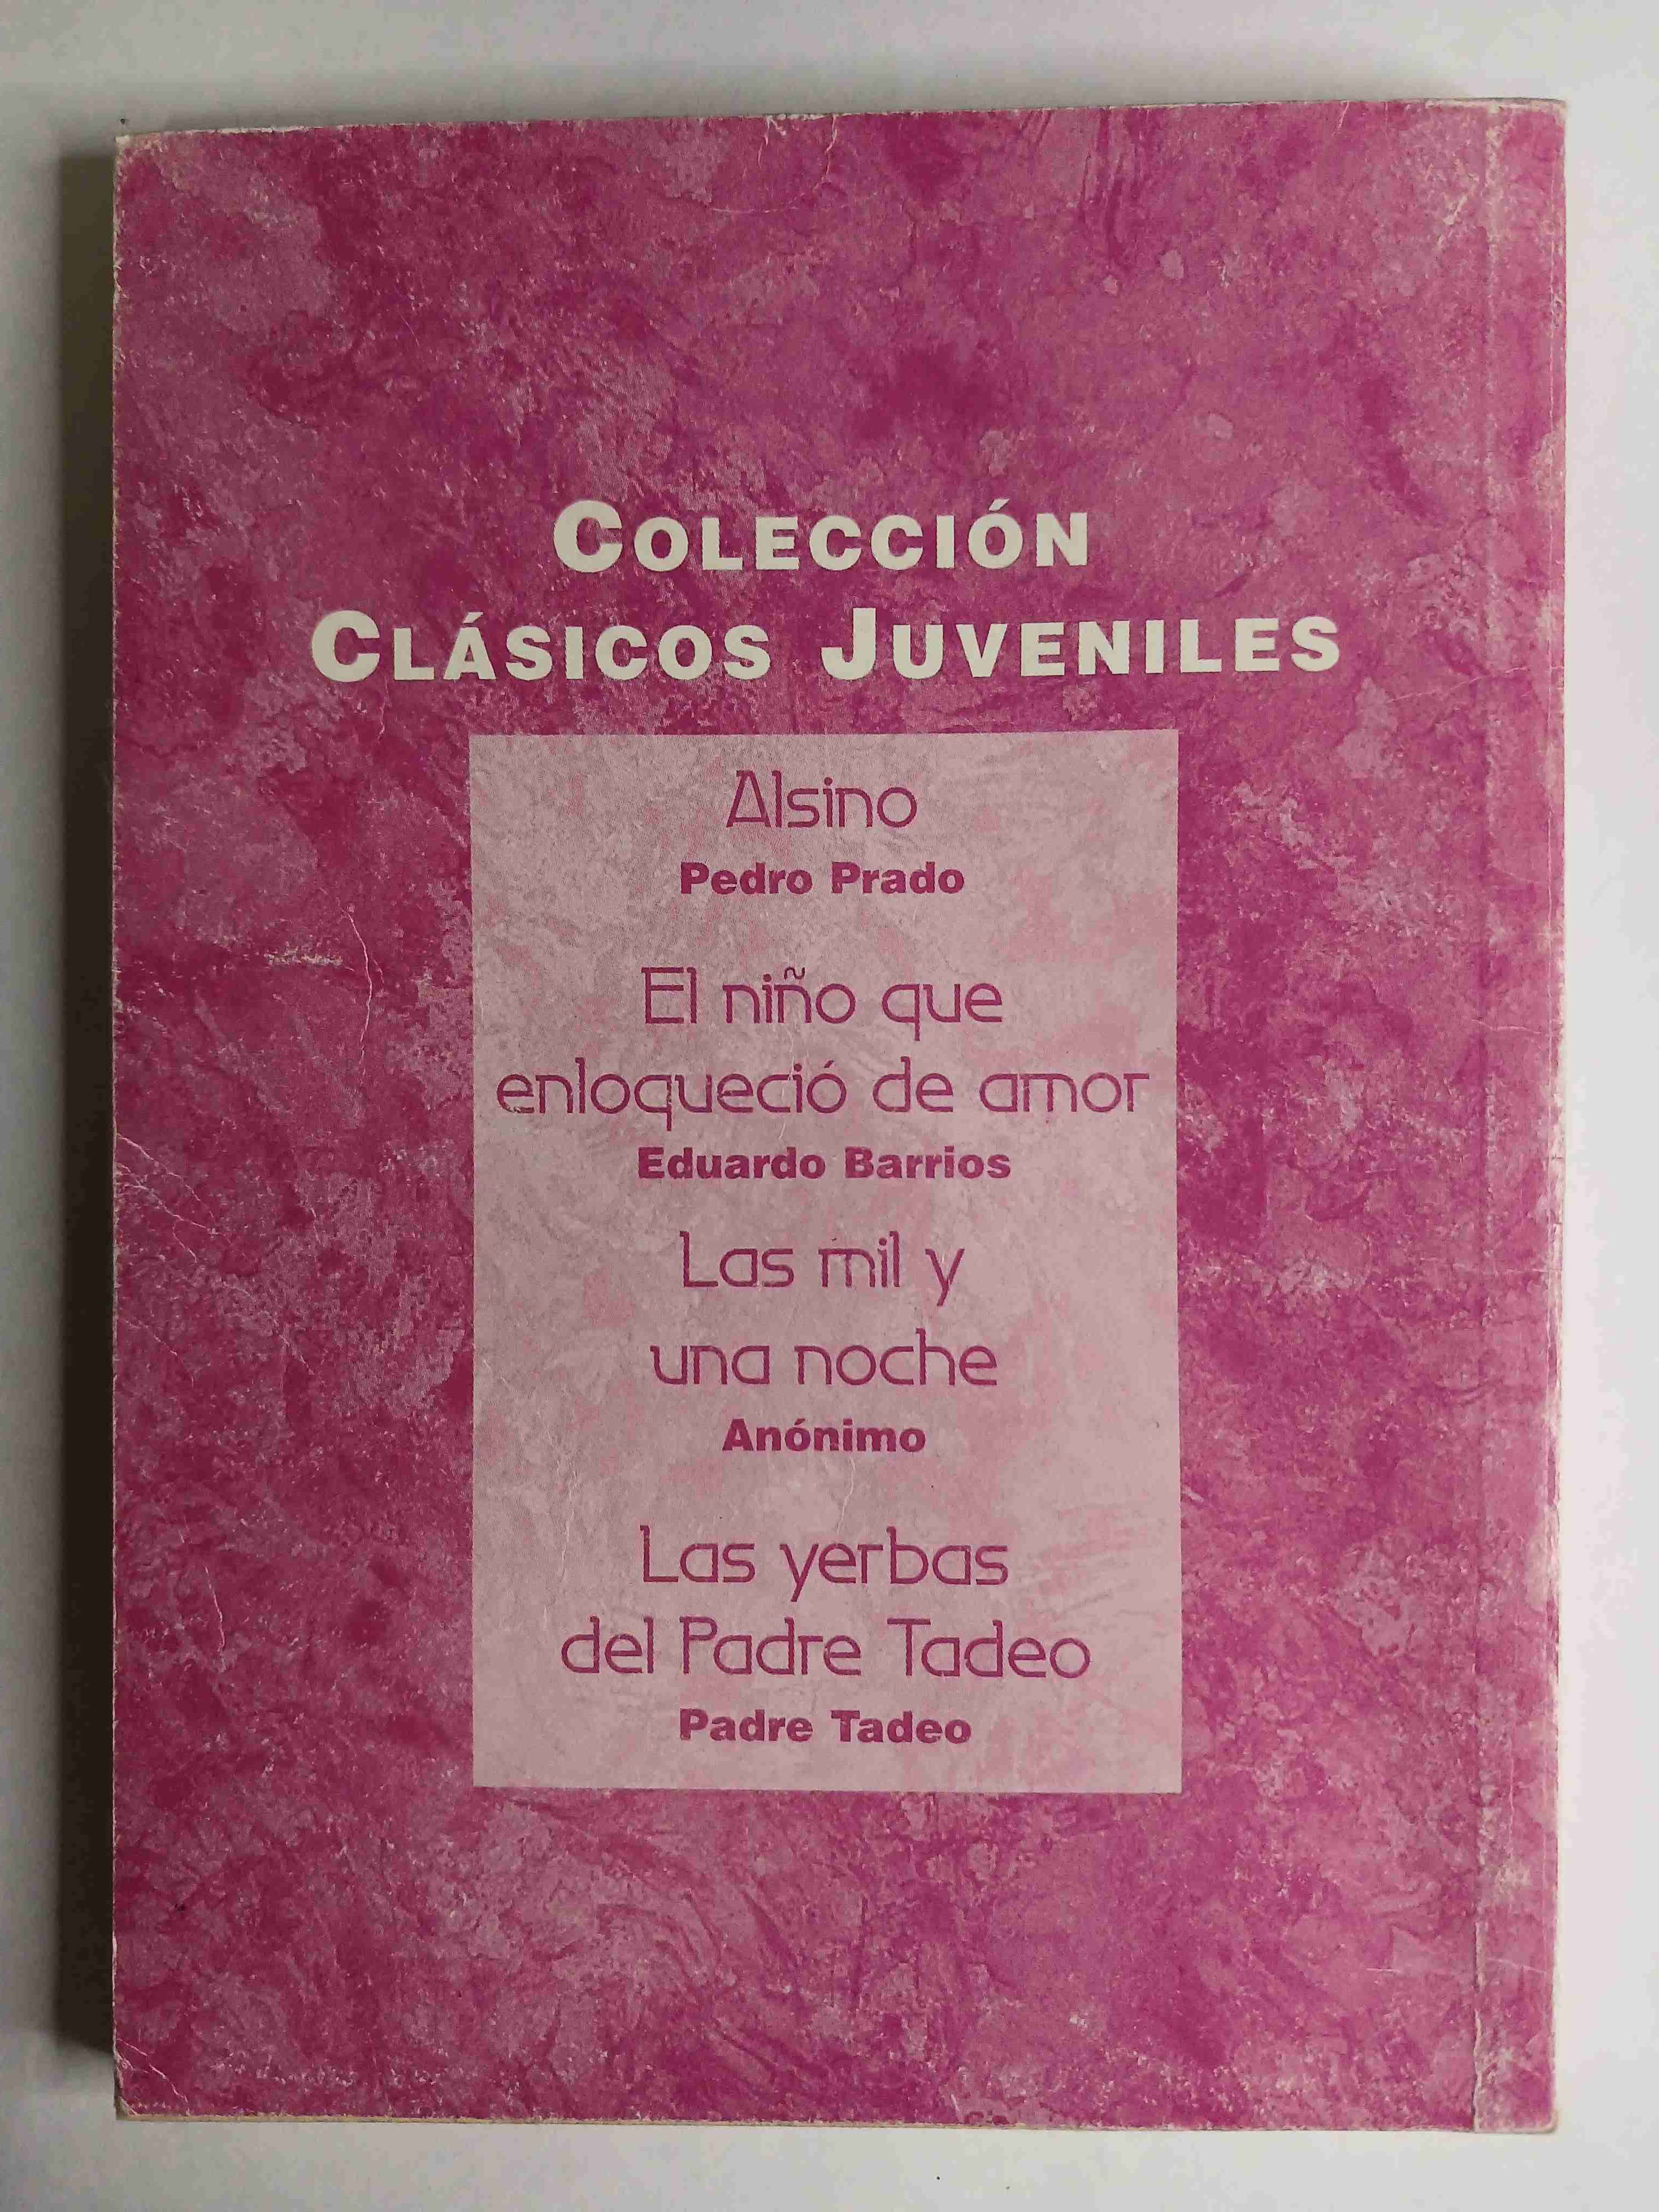 COLECCIÓN
CLÁSICOS JUVENILES
Alsino
Pedro Prado
El niño que
enloqueció de amor
Eduardo Barrios
Las mil y
una noche
Anónimo
Las yerbas
del Padre Tadeo
Padre Tadeo